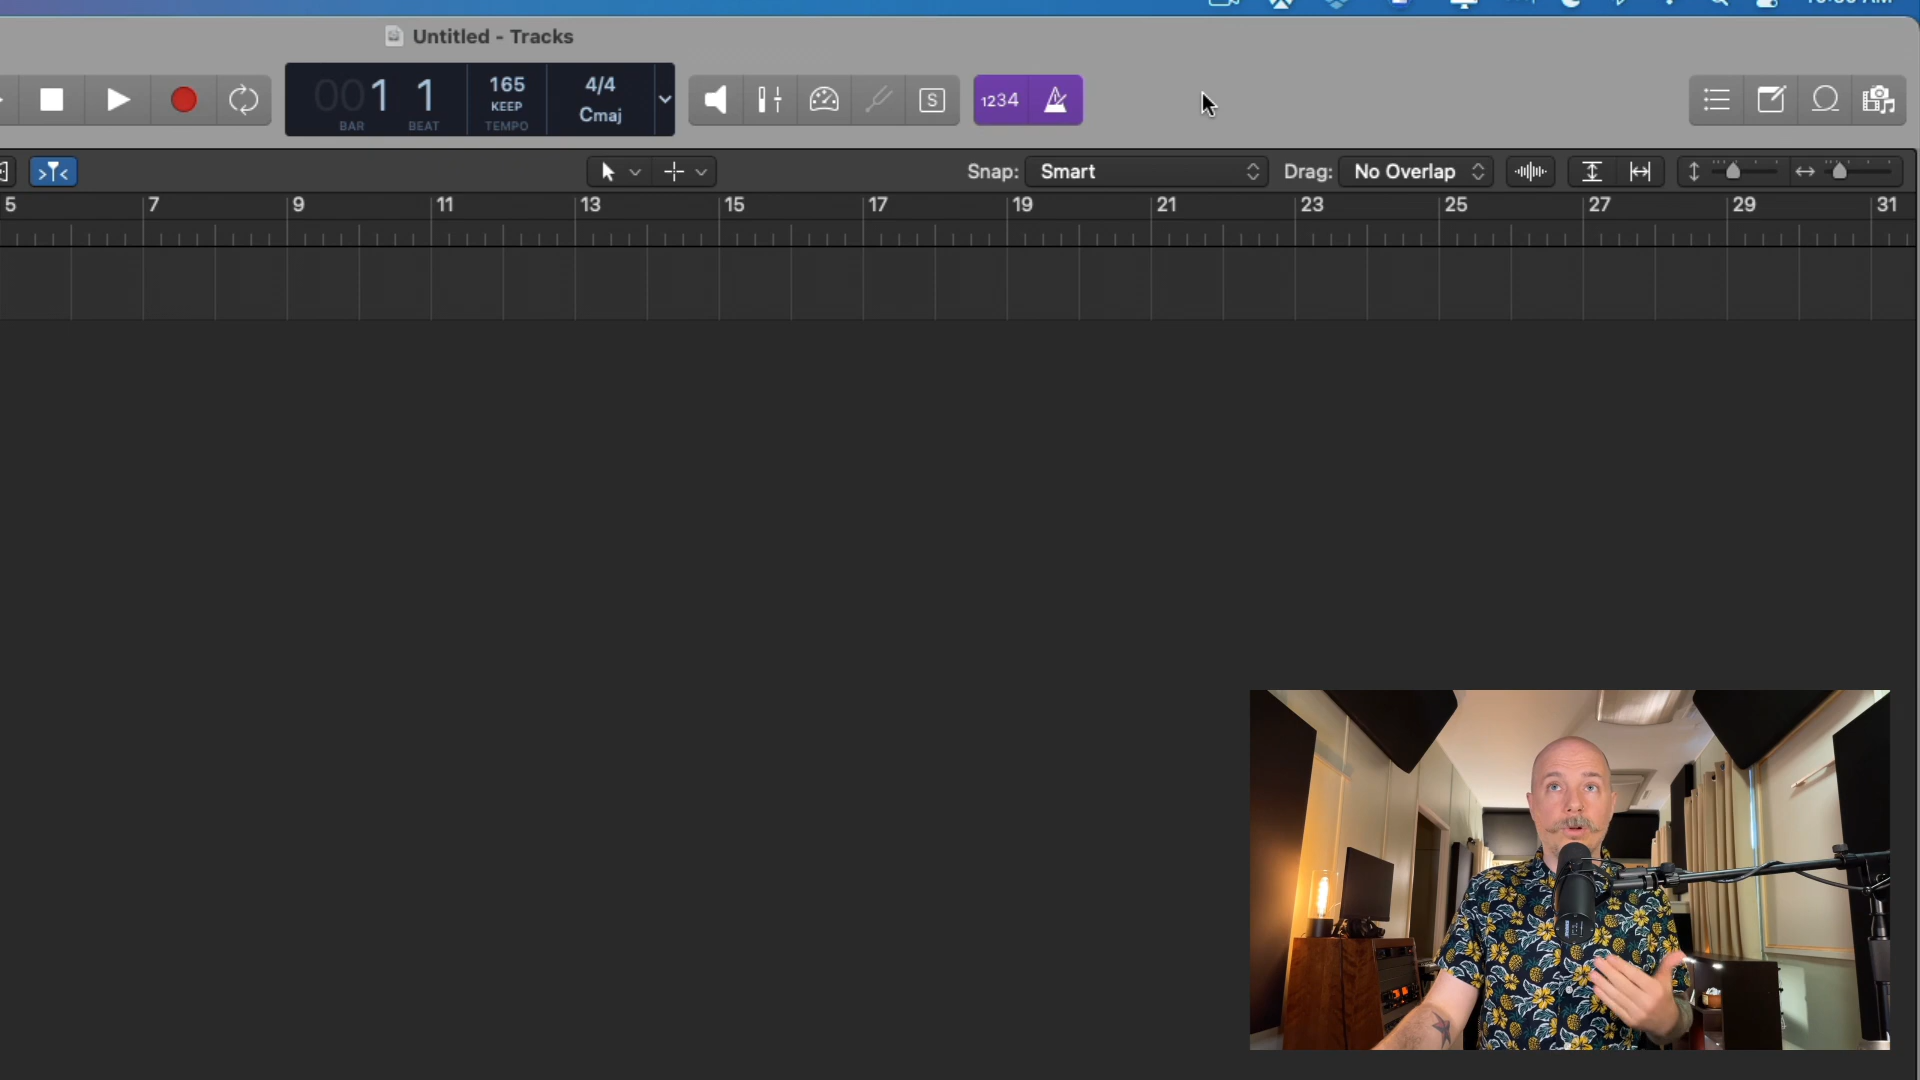 Untitled - Tracks
001 1
BAR BEAT
165
KEEP
TEMPO
4/4
Cmaj
S
1234
Snap: Smart
Drag: No Overlap
5 7 9 11 13 15 17 19 21 23 25 27 29 31